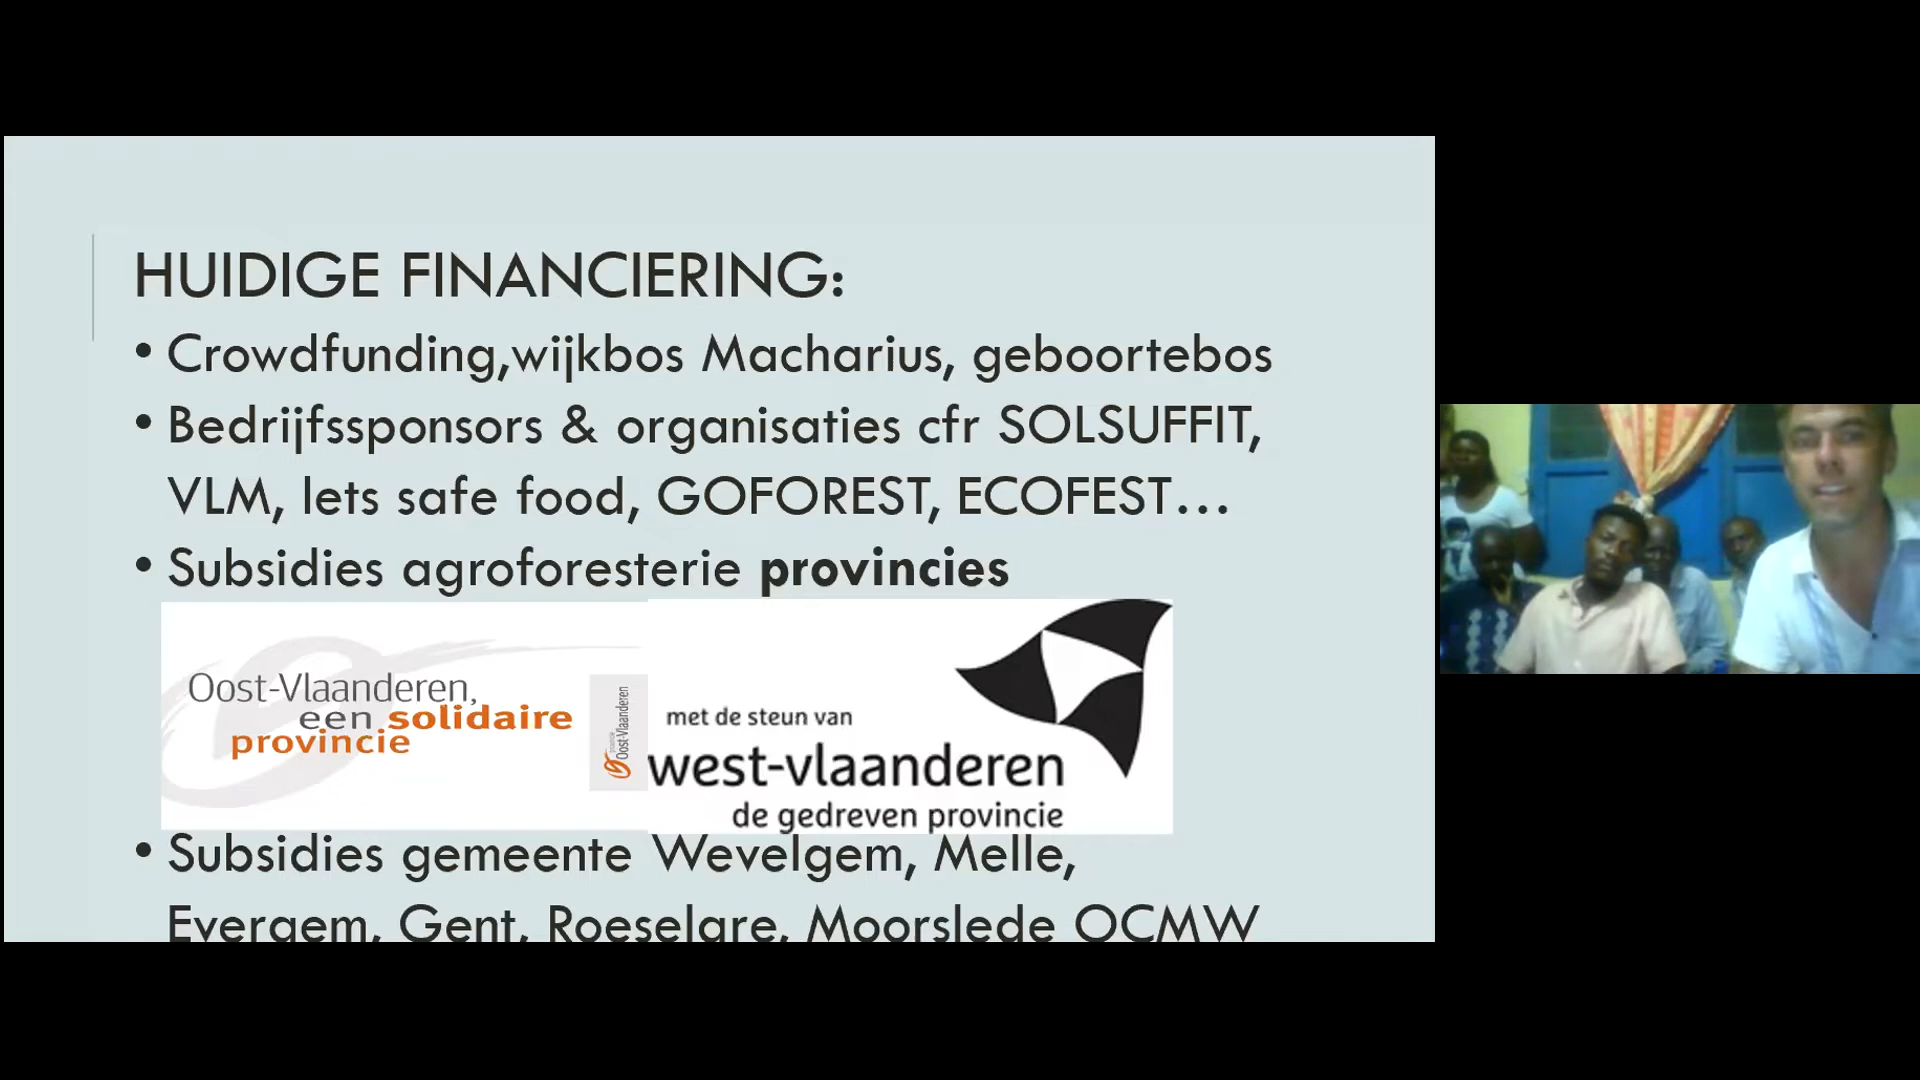 HUIDIGE FINANCIERING:
• Crowdfunding,wijkbos Macharius, geboortebos
• Bedrijfssponsors & organisaties cfr SOLSUFFIT,
VLM, lets safe food, GOFOREST, ECOFEST…
• Subsidies agroforesterie provincies
Oost-Vlaanderen,
een solidaire
provincie
provincie
Oost-Vlaanderen
met de steun van
west-vlaanderen
de gedreven provincie
• Subsidies gemeente Wevelgem, Melle,
Evergem, Gent, Roeselare, Moorslede OCMW